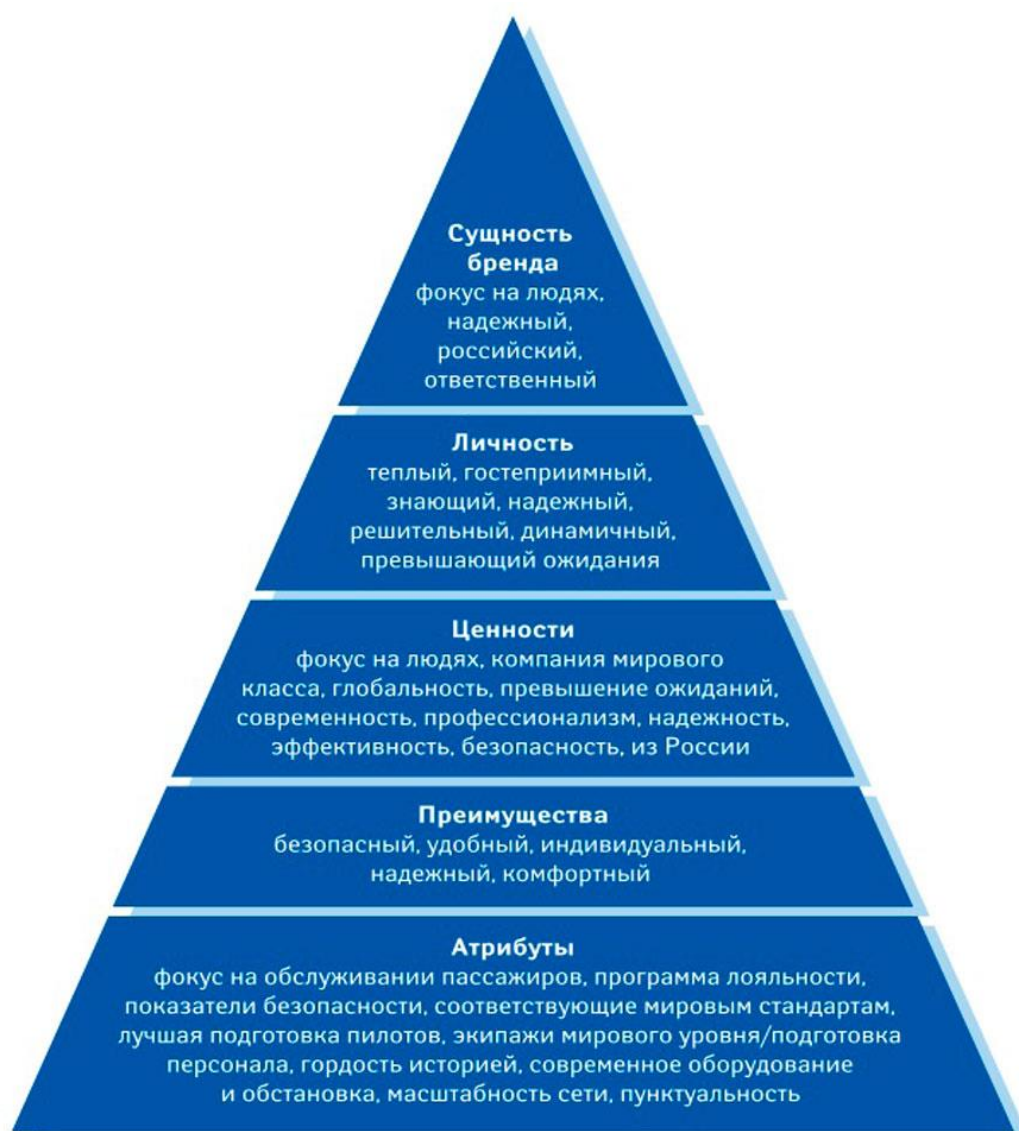 Сущность
бренда
фокус на людях,
надежный,
российский,
ответственный
Личность
теплый, гостеприимный,
знающий, надежный,
решительный, динамичный,
превышающий ожидания
Ценности
фокус на людях, компания мирового
класса, глобальность, превышение ожиданий,
современность, профессионализм, надежность,
эффективность, безопасность, из России
Преимущества
безопасный, удобный, индивидуальный,
надежный, комфортный
Атрибуты
фокус на обслуживании пассажиров, программа лояльности,
показатели безопасности, соответствующие мировым стандартам,
лучшая подготовка пилотов, экипажи мирового уровня/подготовка
персонала, гордость историей, современное оборудование
и обстановка, масштабность сети, пунктуальность